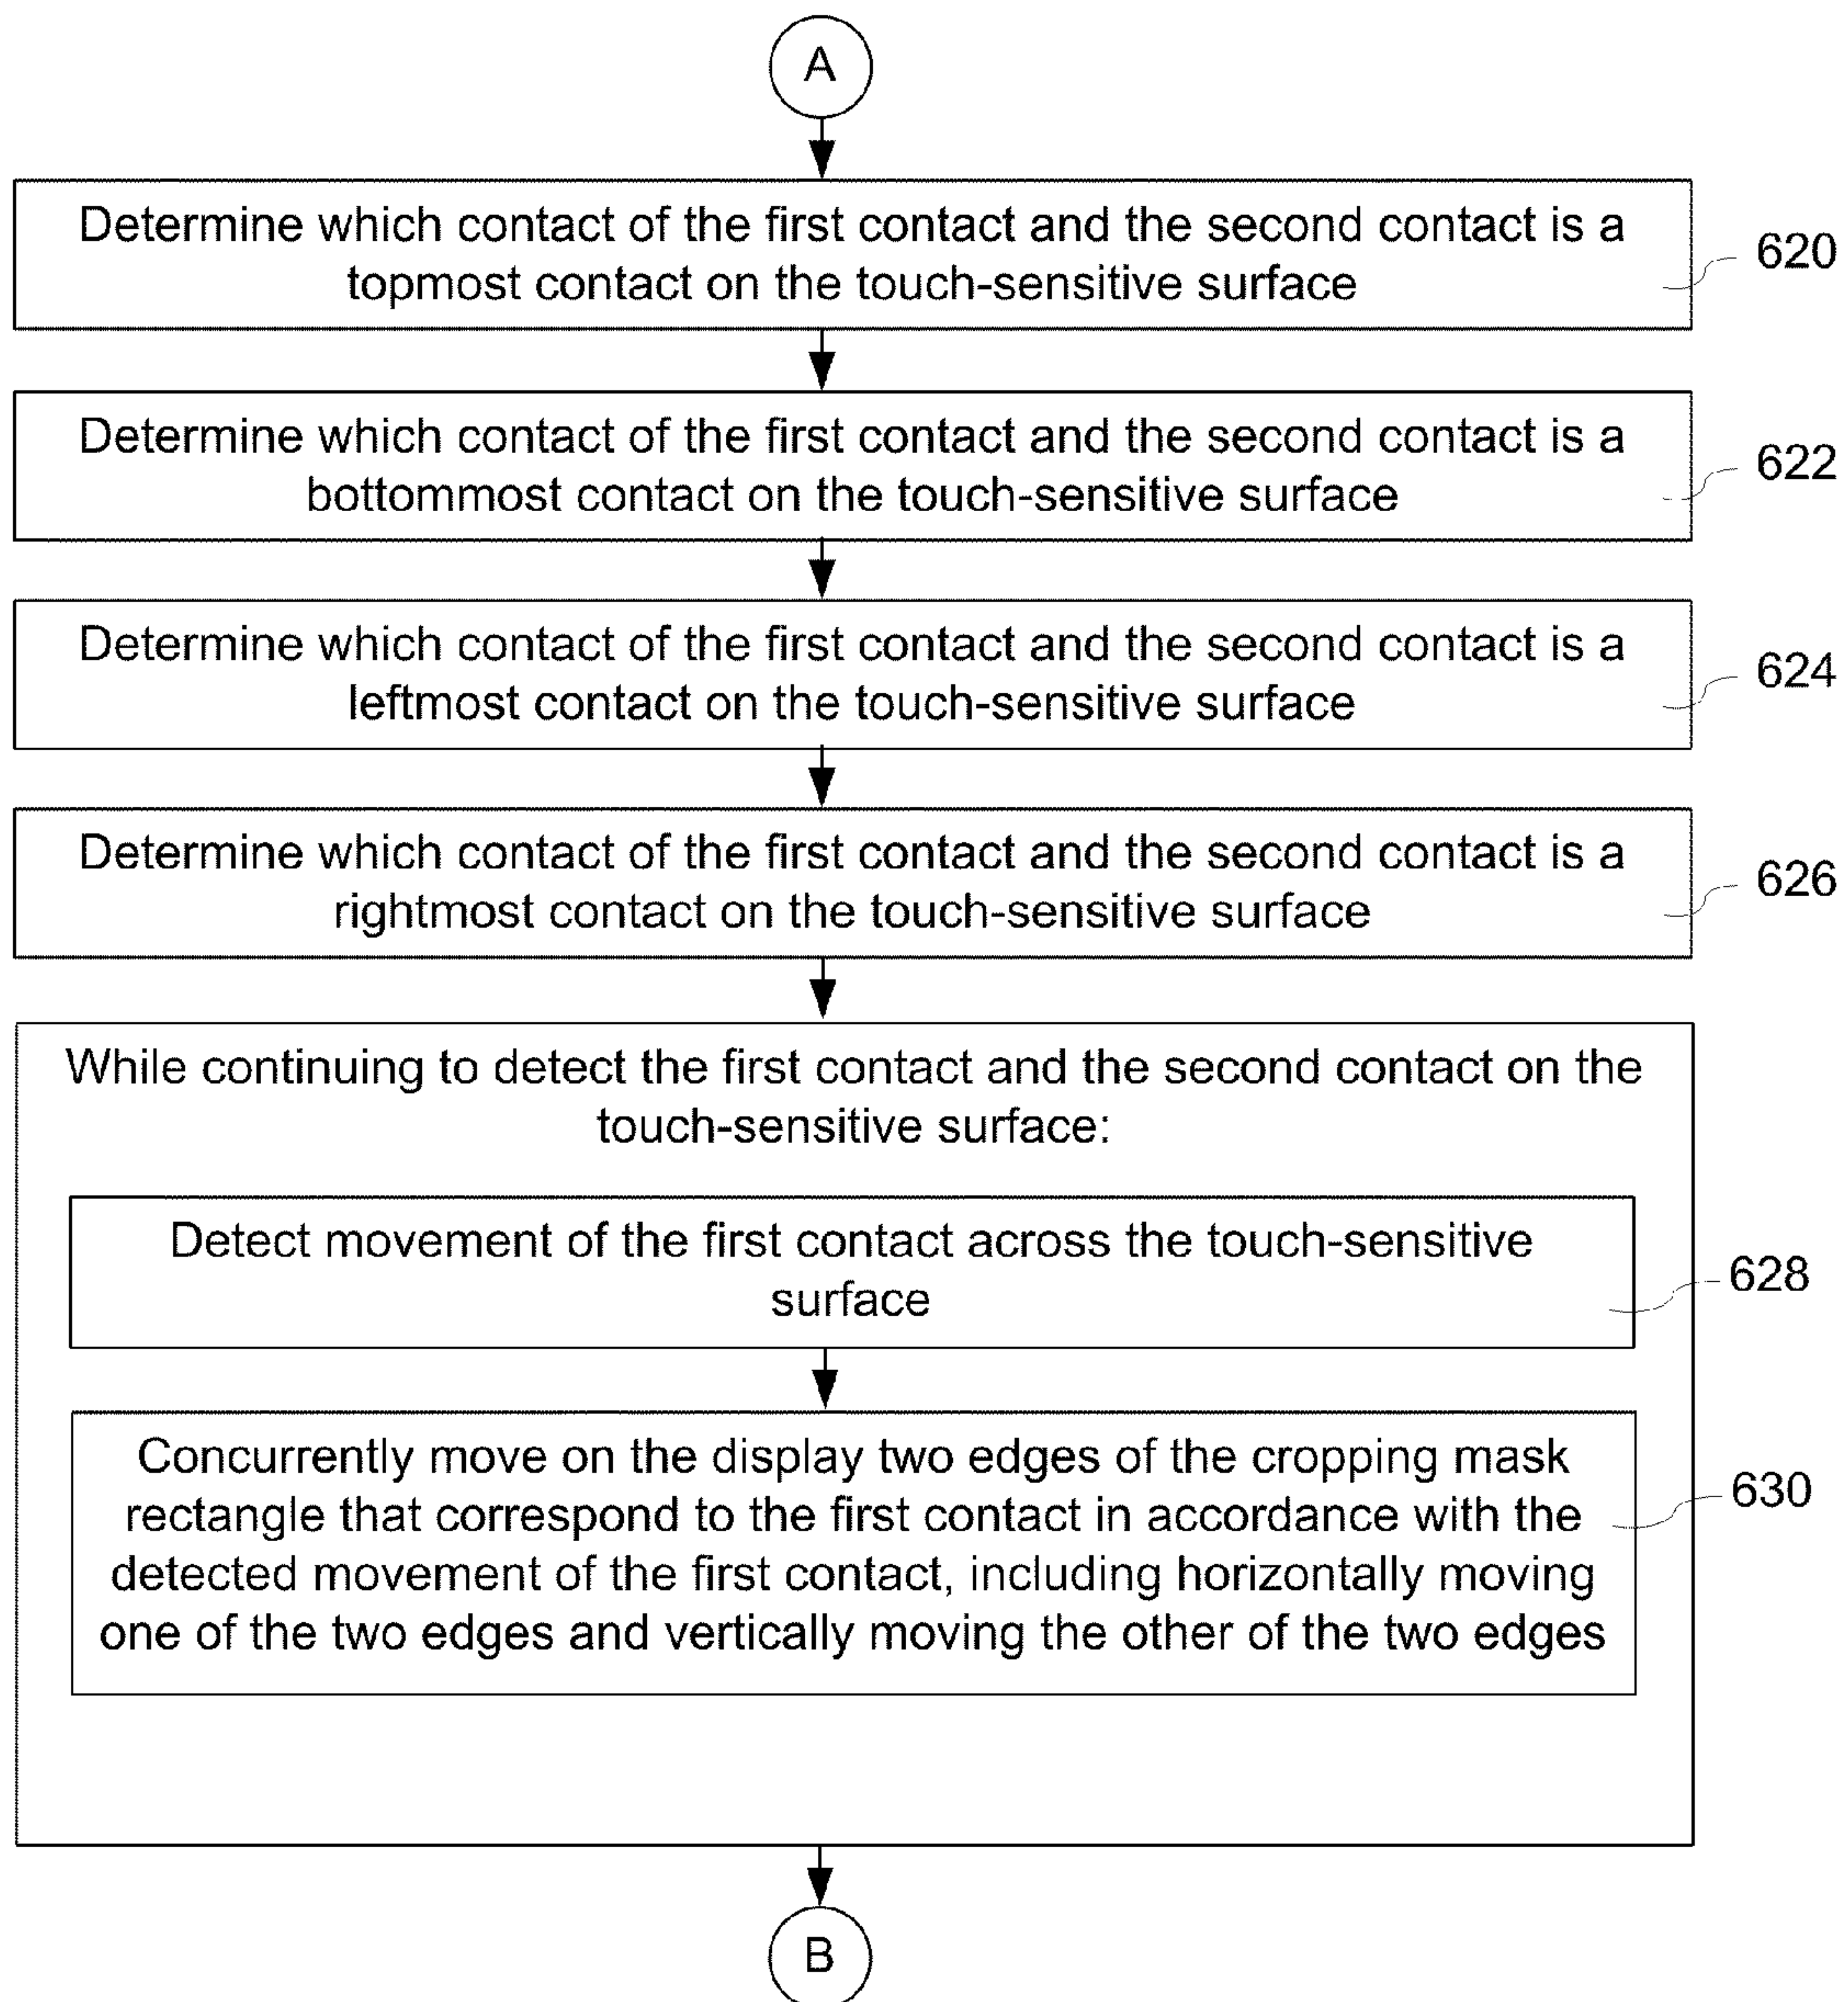 A
Determine which contact of the first contact and the second contact is a
topmost contact on the touch-sensitive surface
620
Determine which contact of the first contact and the second contact is a
bottommost contact on the touch-sensitive surface
622
Determine which contact of the first contact and the second contact is a
leftmost contact on the touch-sensitive surface
624
Determine which contact of the first contact and the second contact is a
rightmost contact on the touch-sensitive surface
626
While continuing to detect the first contact and the second contact on the
touch-sensitive surface:
Detect movement of the first contact across the touch-sensitive
surface
628
Concurrently move on the display two edges of the cropping mask
rectangle that correspond to the first contact in accordance with the
detected movement of the first contact, including horizontally moving
one of the two edges and vertically moving the other of the two edges
630
B